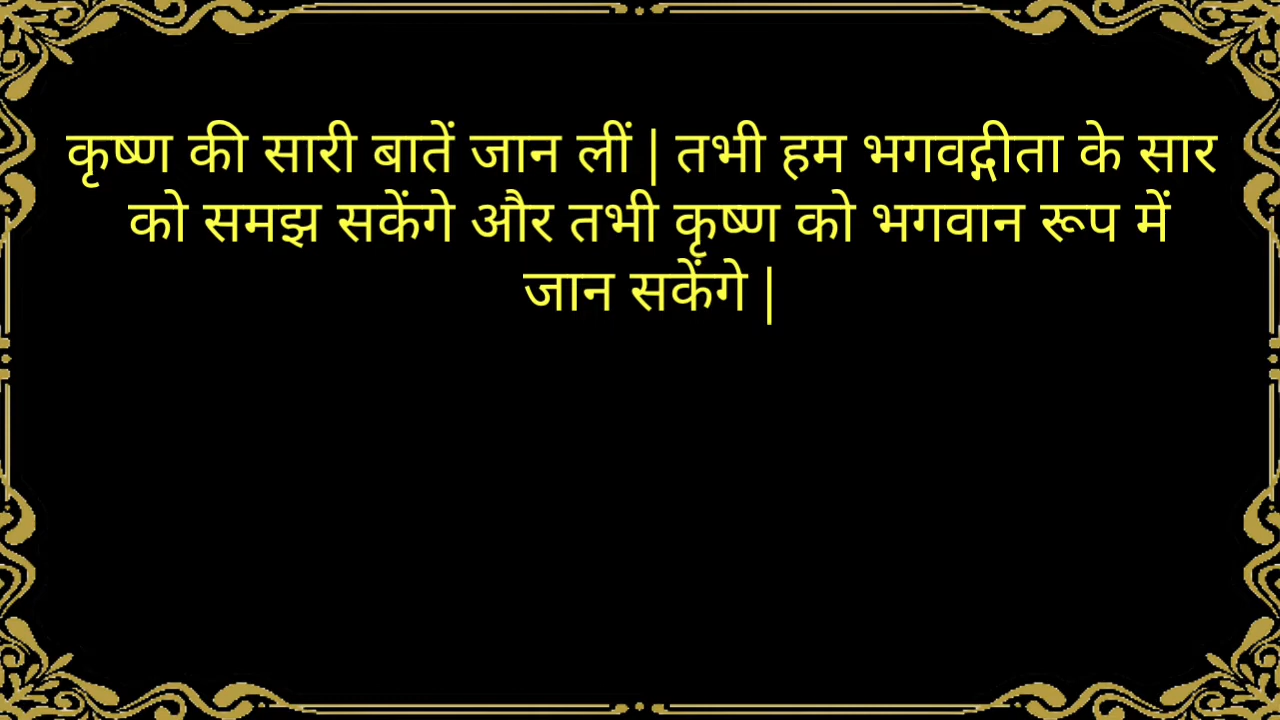 कृष्ण की सारी बातें जान लीं | तभी हम भगवद्गीता के सार
को समझ सकेंगे और तभी कृष्ण को भगवान रूप में
जान सकेंगे |